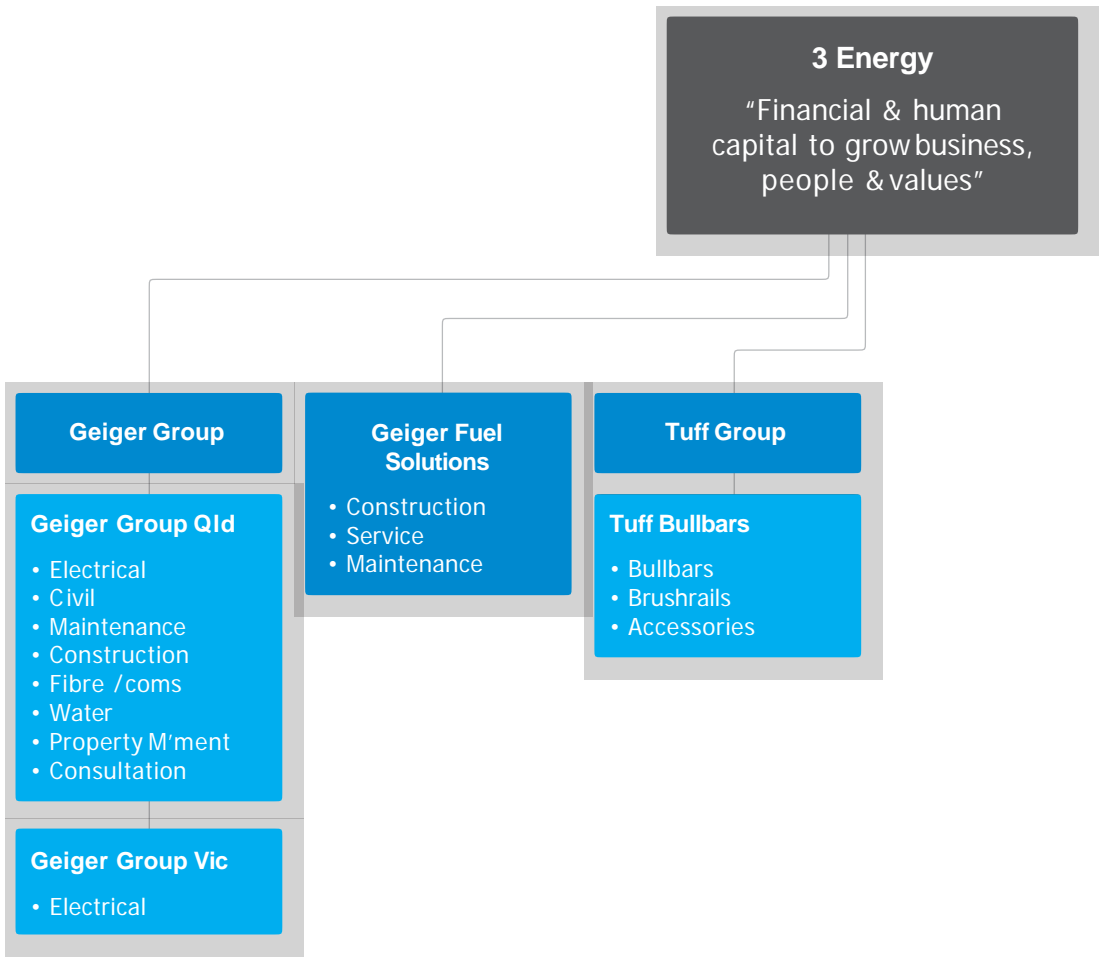 3 Energy
“Financial & human
capital to grow business,
people & values”
Geiger Group
Geiger Group Qld
• Electrical
• Civil
• Maintenance
• Construction
• Fibre /coms
• Water
• Property M’ment
• Consultation
Geiger Group Vic
• Electrical
Geiger Fuel
Solutions
• Construction
• Service
• Maintenance
Tuff Group
Tuff Bullbars
• Bullbars
• Brushrails
• Accessories